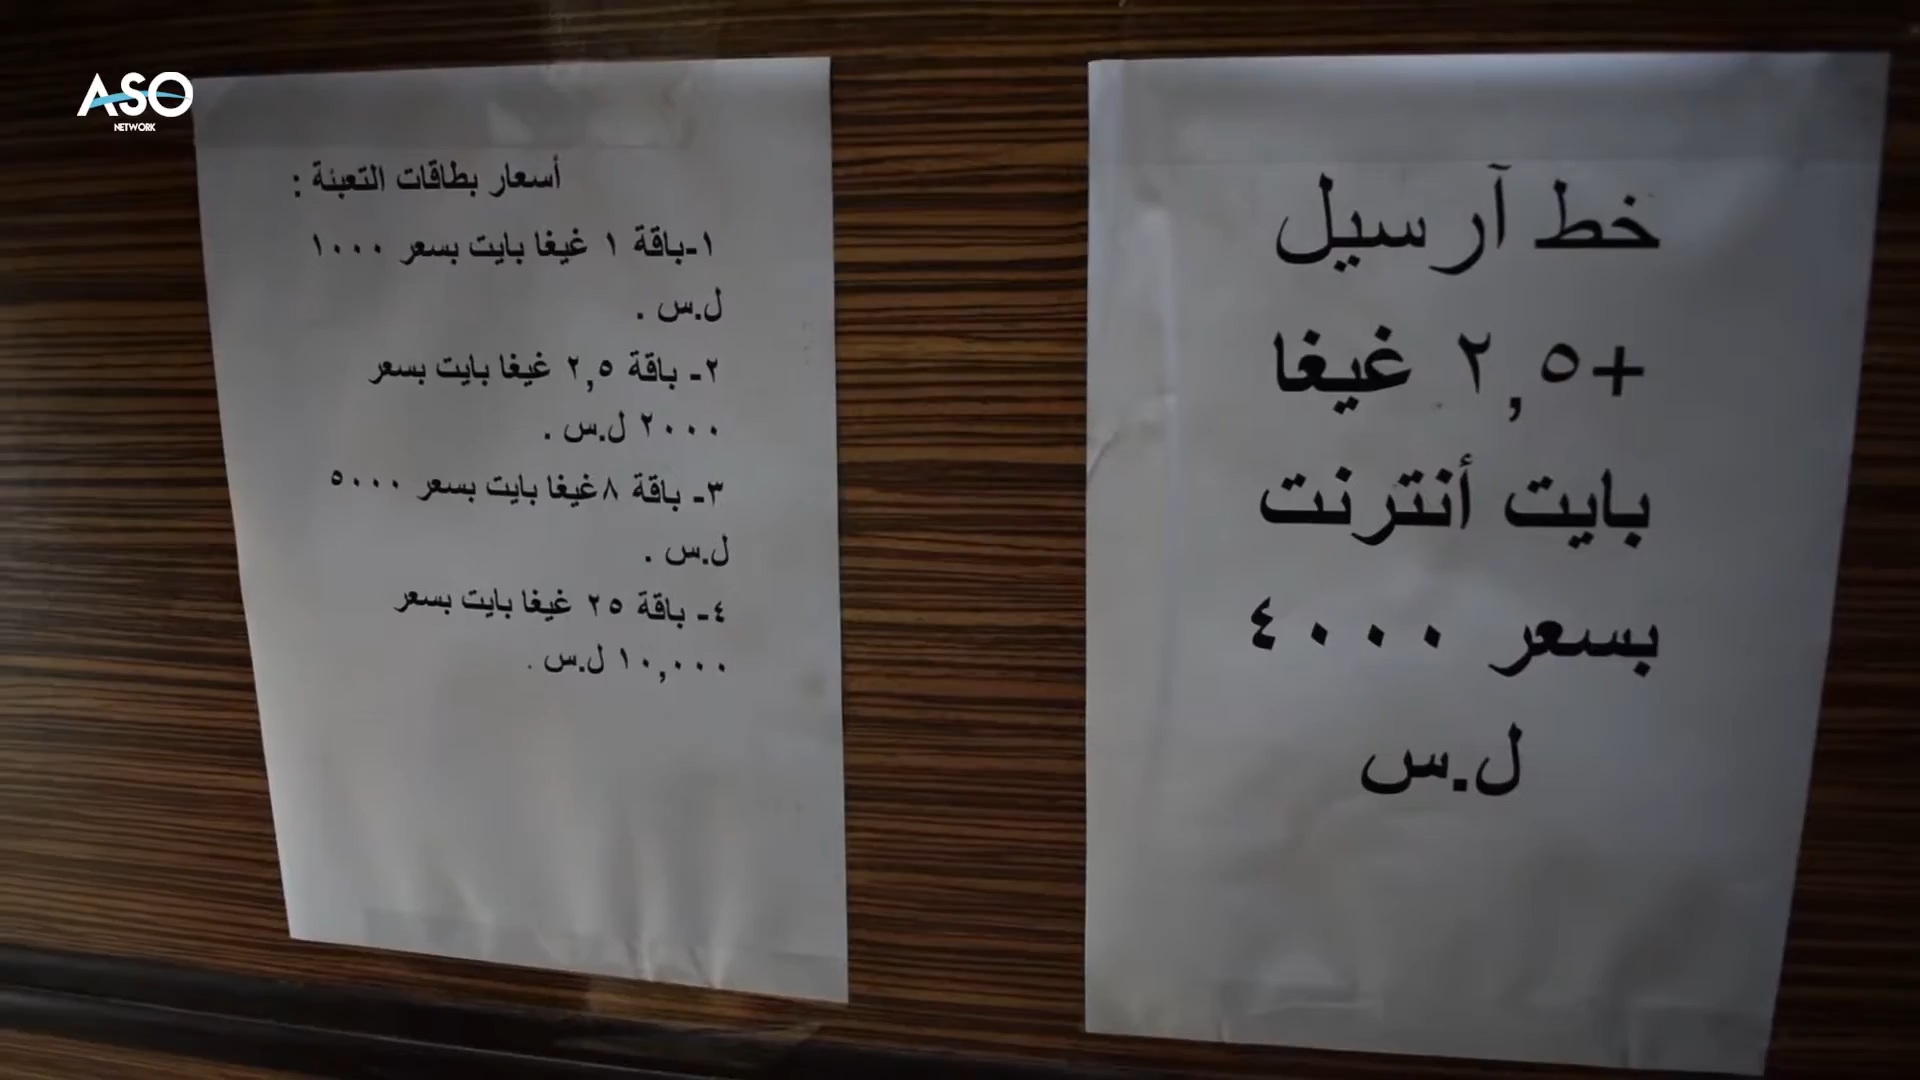 ASO
NETWORK
خط آرسيل
+٢,٥ غيغا
بايت أنترنت
بسعر ٤٠٠٠
ل.س
أسعار بطاقات التعبئة :
١-باقة ١ غيغا بايت بسعر ١٠٠٠
ل.س .
٢- باقة ٢,٥ غيغا بايت بسعر
٢٠٠٠ ل.س .
٣- باقة ٨غيغا بايت بسعر ٥٠٠٠
ل.س .
٤- باقة ٢٥ غيغا بايت بسعر
١٠,٠٠٠ ل.س .